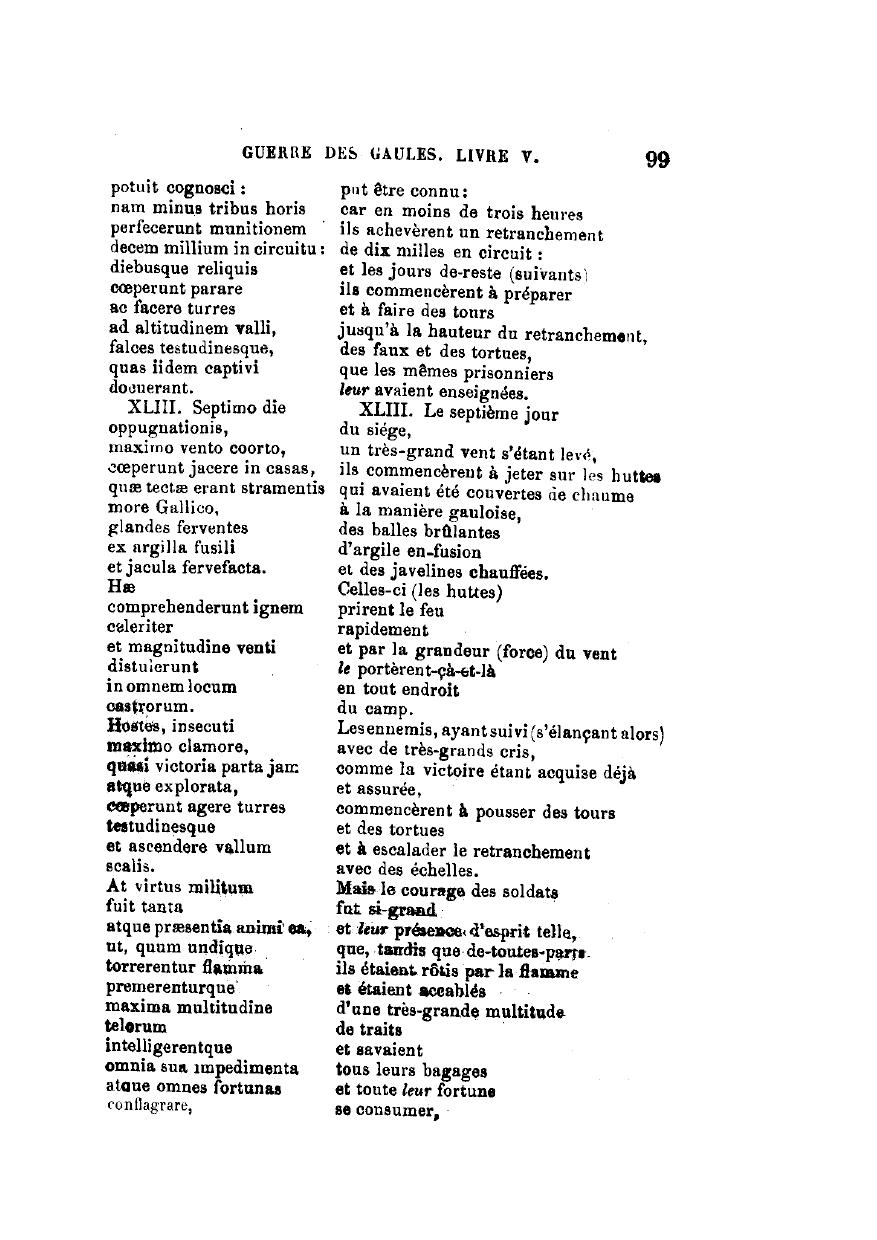 GUERRE DES GAULES. LIVRE V. 99
potuit cognosci : put être connu :
nam minus tribus horis car en moins de trois heures
perfecerunt munitionem ils achevèrent un retranchement
decem millium in circuitu : de dix milles en circuit :
diebusque reliquis et les jours de-reste (suivants)
cœperunt parare ils commencèrent à préparer
ac facere turres et à faire des tours
ad altitudinem valli, jusqu'à la hauteur du retranchement,
falces testudinesque, des faux et des tortues,
quas iidem captivi que les mêmes prisonniers
docuerant. leur avaient enseignées.
XLIII. Septimo die XLIII. Le septième jour
oppugnationis, du siége,
maximo vento coorto, un très-grand vent s'étant levé,
cœperunt jacere in casas, ils commencèrent à jeter sur les huttes
quæ tectæ erant stramentis qui avaient été couvertes de chaume
more Gallico, à la manière gauloise,
glandes ferventes des balles brûlantes
ex argilla fusili d'argile en-fusion
et jacula fervefacta. et des javelines chauffées.
Hæ Celles-ci (les huttes)
comprehenderunt ignem prirent le feu
celeriter rapidement
et magnitudine venti et par la grandeur (force) du vent
distulerunt le portèrent-çà-et-là
in omnem locum en tout endroit
castrorum. du camp.
Hostes, insecuti Les ennemis, ayant suivi (s'élançant alors)
maximo clamore, avec de très-grands cris,
quasi victoria parta jam comme la victoire étant acquise déjà
atque explorata, et assurée,
cœperunt agere turres commencèrent à pousser des tours
testudinesque et des tortues
et ascendere vallum et à escalader le retranchement
scalis. avec des échelles.
At virtus militum Mais le courage des soldats
fuit tanta fut si-grand
atque præsentia animi ea, et leur présence d'esprit telle,
ut, quum undique que, tandis que de-toutes-parts
torrerentur flamma ils étaient rôtis par la flamme
premerenturque et étaient accablés
maxima multitudine d'une très-grande multitude
telorum de traits
intelligerentque et savaient
omnia sua impedimenta tous leurs bagages
atque omnes fortunas et toute leur fortune
conflagrare, se consumer,